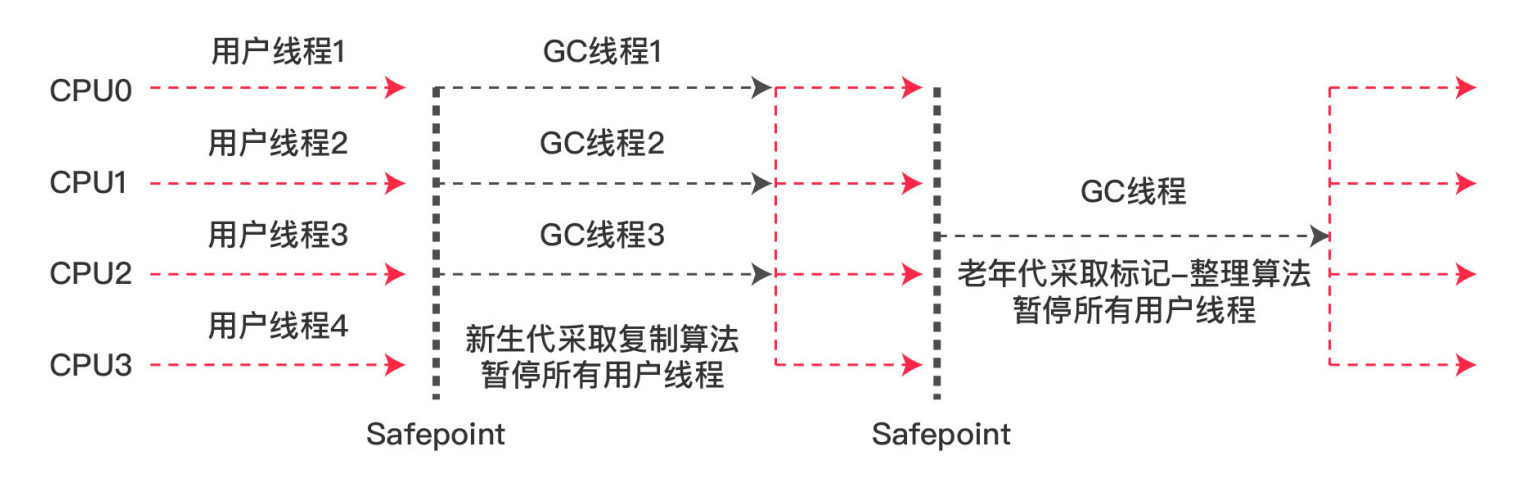 用户线程1
GC线程1
CPU0
用户线程2
GC线程2
CPU1
GC线程
用户线程3
GC线程3
CPU2
老年代采取标记–整理算法
暂停所有用户线程
用户线程4
新生代采取复制算法
CPU3
暂停所有用户线程
Safepoint
Safepoint